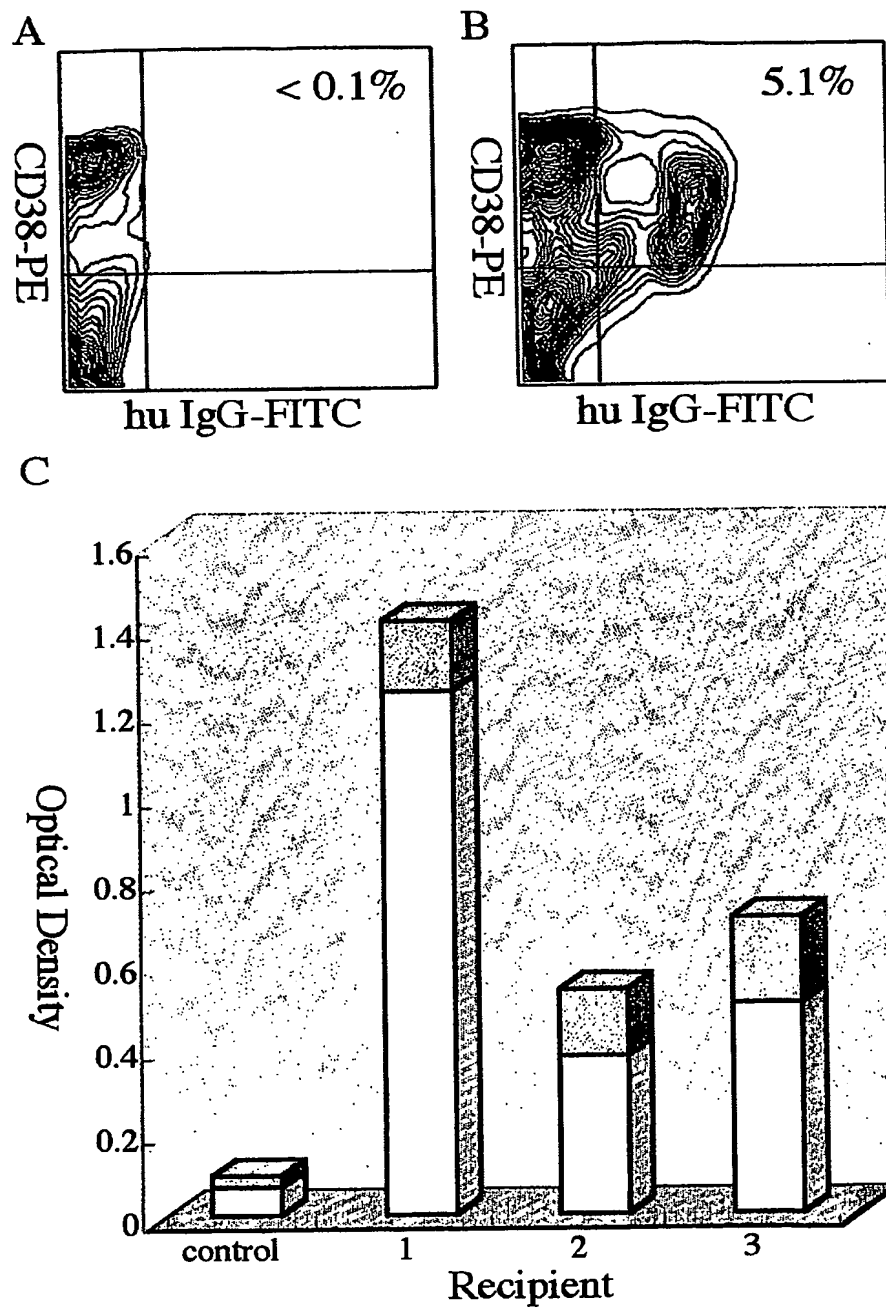 A
B
< 0.1%
5.1%
CD38-PE
CD38-PE
hu IgG-FITC
hu IgG-FITC
C
1.6
1.4
1.2
1
0.8
0.6
0.4
0.2
0
Optical Density
control
1
2
3
Recipient